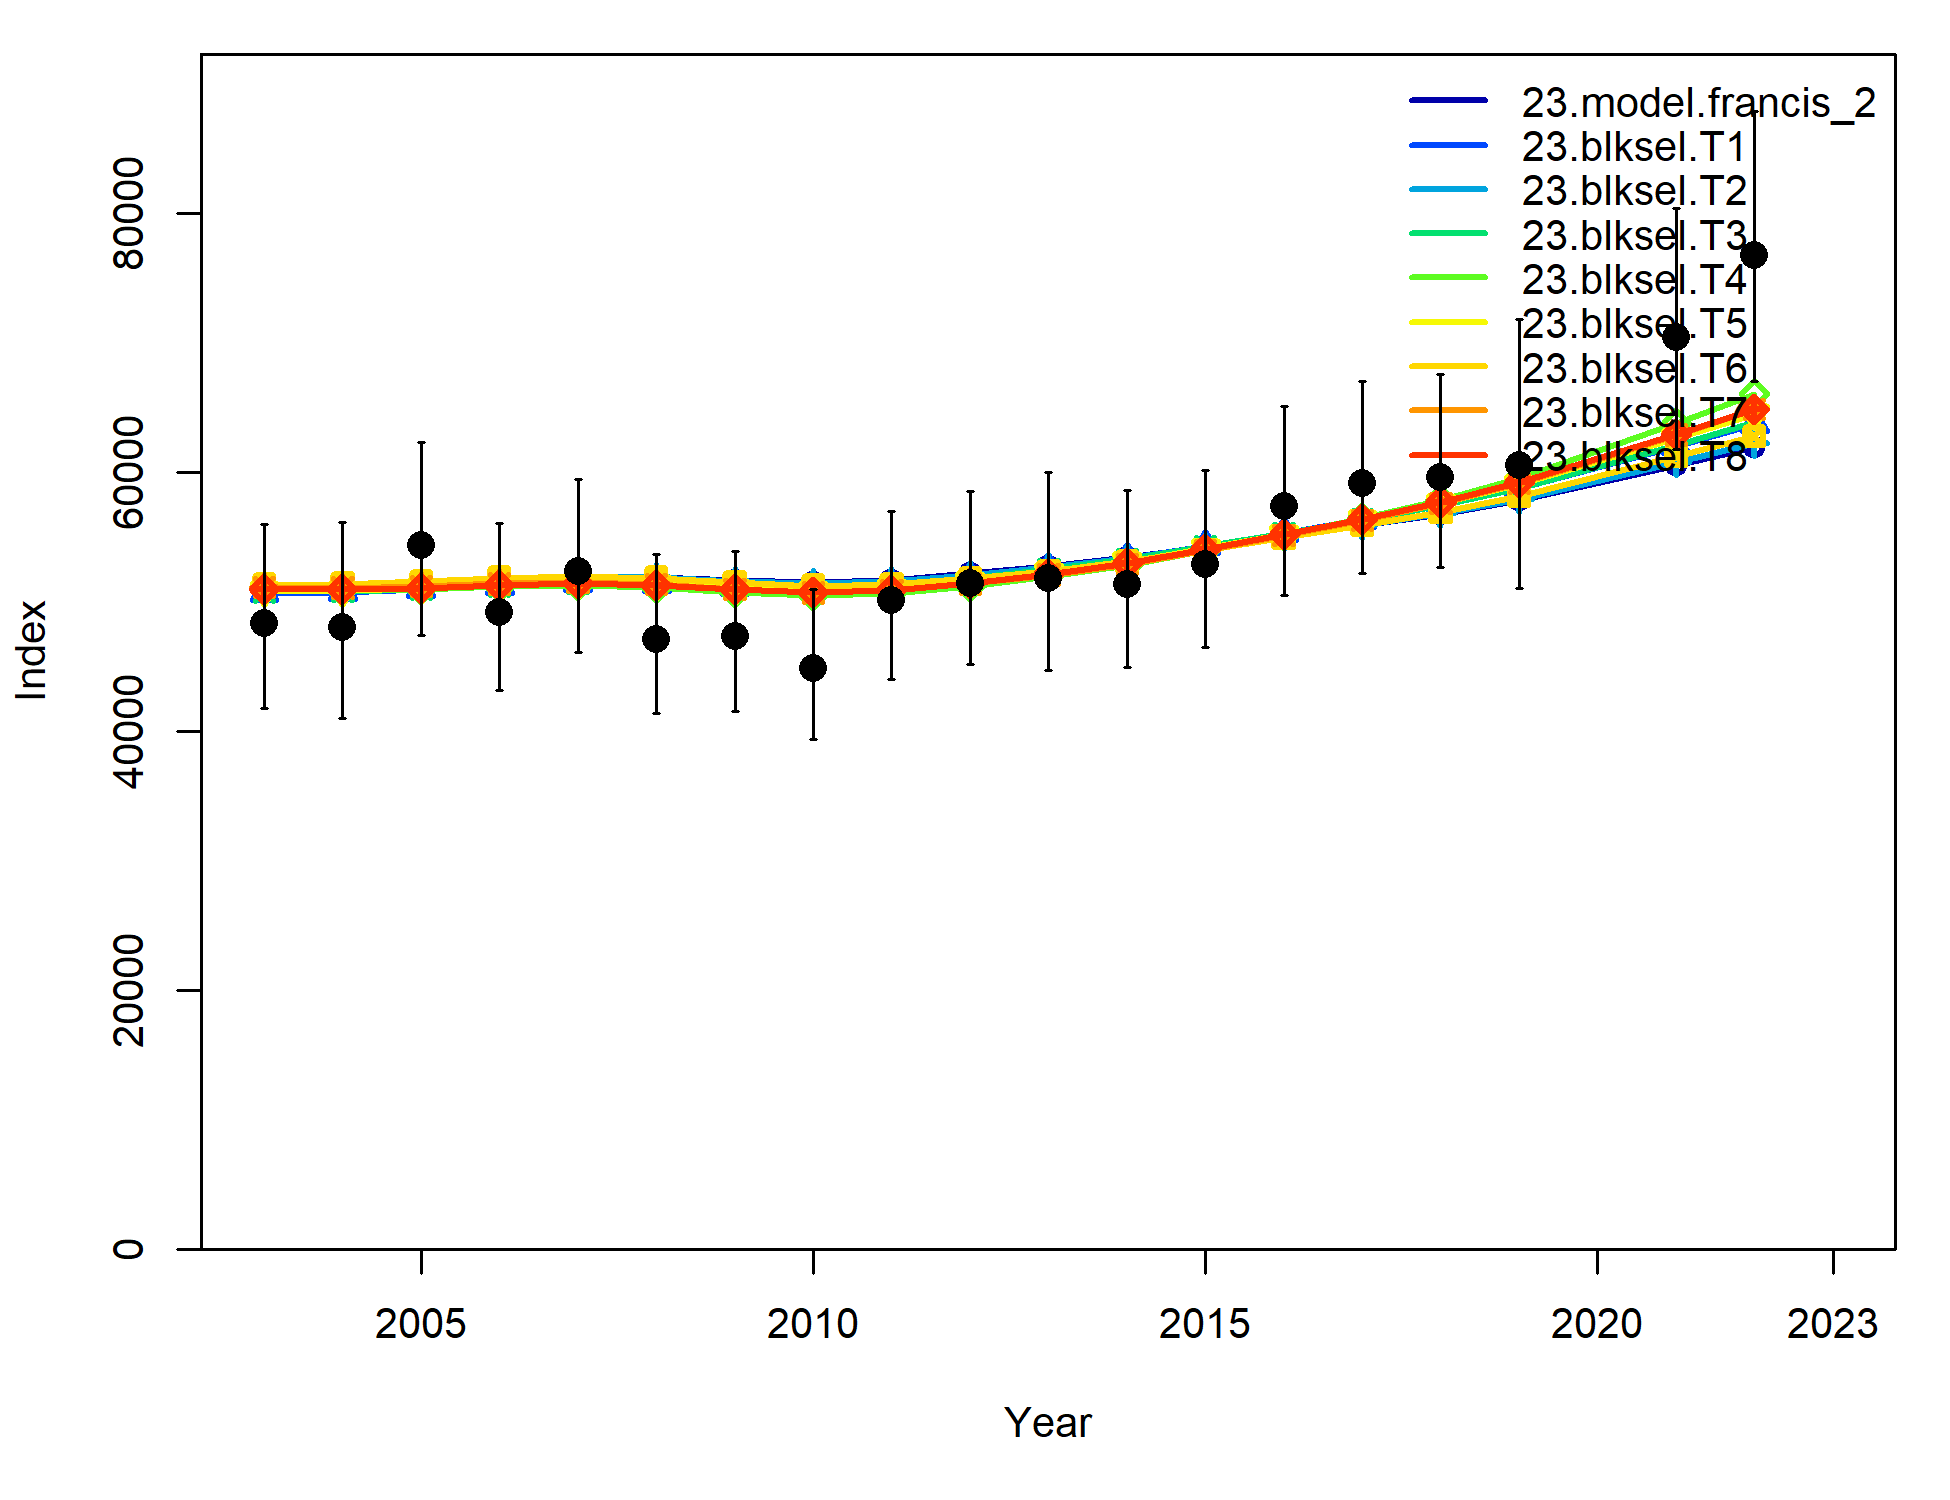 23.model.francis_2
23.blksel.T1
23.blksel.T2
23.blksel.T3
23.blksel.T4
23.blksel.T5
23.blksel.T6
23.blksel.T7
23.blksel.T8
80000
60000
40000
20000
0
Index
2005
2010
2015
2020
2023
Year